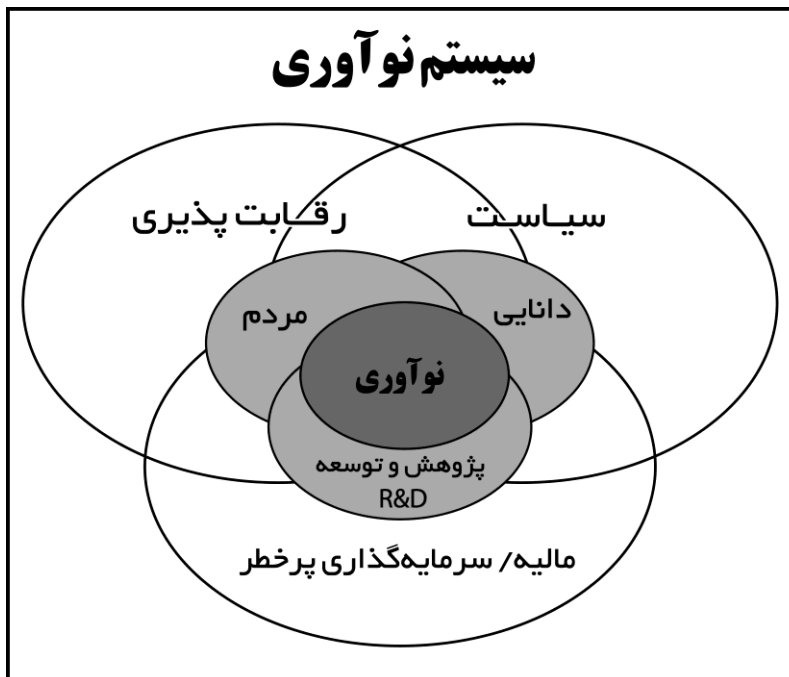 سیستم نوآوری
سیاست
رقابت پذیری
دانایی
مردم
نوآوری
پژوهش و توسعه
R&D
مالیه/ سرمایه‌گذاری پرخطر